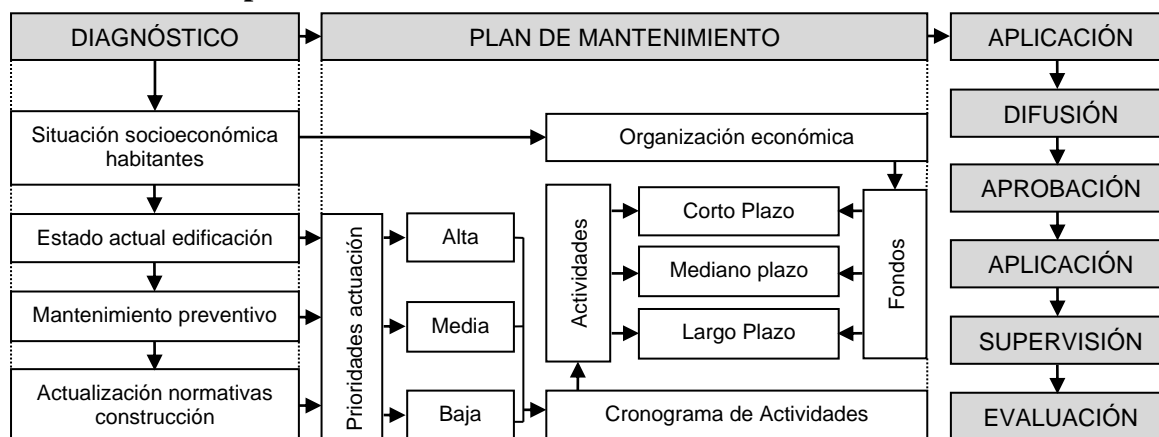 DIAGNÓSTICO
PLAN DE MANTENIMIENTO
APLICACIÓN
Situación socioeconómica
habitantes
Organización económica
DIFUSIÓN
Estado actual edificación
Mantenimiento preventivo
Actualización normativas
construcción
Prioridades actuación
Alta
Media
Baja
Actividades
Corto Plazo
Mediano plazo
Largo Plazo
Fondos
Cronograma de Actividades
APROBACIÓN
APLICACIÓN
SUPERVISIÓN
EVALUACIÓN